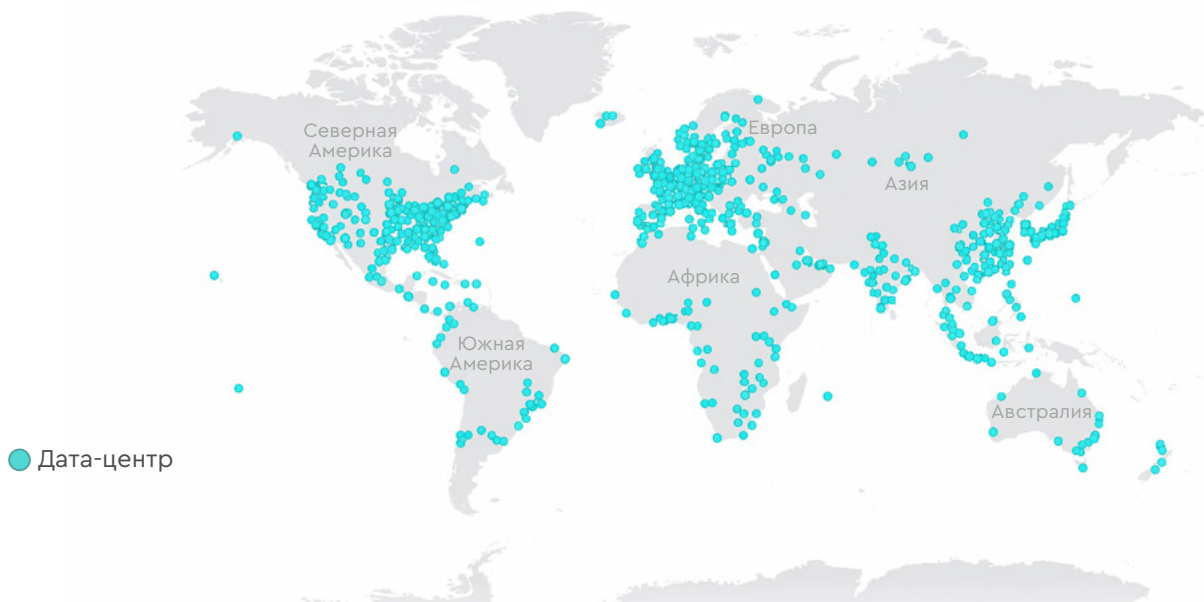 Северная
Америка
Европа
Азия
Африка
Южная
Америка
Австралия
Дата-центр